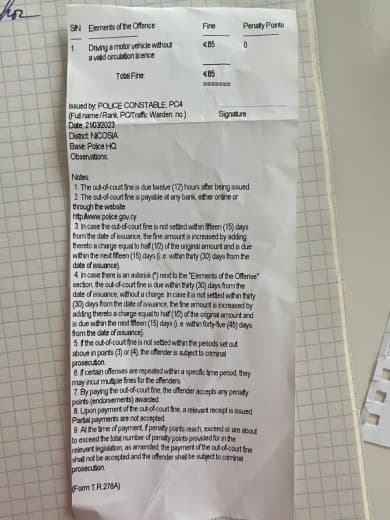 S/N Elements of the Offence Fine Penalty Points
1 Driving a motor vehicle without €85 0
a valid circulation licence
Total Fine: €85
========
Issued by: POLICE CONSTABLE, PC4
(Full name/Rank, PC/Traffic Warden. no.) Signature
Date: 21/03/2023
District: NICOSIA
Base: Police HQ
Observations:
Notes:
1. The out-of-court fine is due twelve (12) hours after being issued.
2. The out-of-court fine is payable at any bank, either online or
through the website
http://www.police.gov.cy
3. In case the out-of-court fine is not settled within fifteen (15) days
from the date of issuance, the fine amount is increased by adding
thereto a charge equal to half (1/2) of the original amount and is due
within the next fifteen (15) days (i.e. within thirty (30) days from the
date of issuance).
4. In case there is an asterisk (*) next to the "Elements of the Offense"
section, the out-of-court fine is due within thirty (30) days from the
date of issuance, without a charge. In case it is not settled within thirty
(30) days from the date of issuance, the fine amount is increased by
adding thereto a charge equal to half (1/2) of the original amount and
is due within the next fifteen (15) days (i.e. within forty-five (45) days
from the date of issuance).
5. If the out-of-court fine is not settled within the periods set out
above in points (3) or (4), the offender is subject to criminal
prosecution.
6. If certain offenses are repeated within a specific time period, they
may incur multiple fines for the offenders.
7. By paying the out-of-court fine, the offender accepts any penalty
points (endorsements) awarded.
8. Upon payment of the out-of-court fine, a relevant receipt is issued.
Partial payments are not accepted.
9. At the time of payment, if penalty points reach, exceed or are about
to exceed the total number of penalty points provided for in the
relevant legislation, as amended, the payment of the out-of-court fine
shall not be accepted and the offender shall be subject to criminal
prosecution.
(Form T.R.276A)